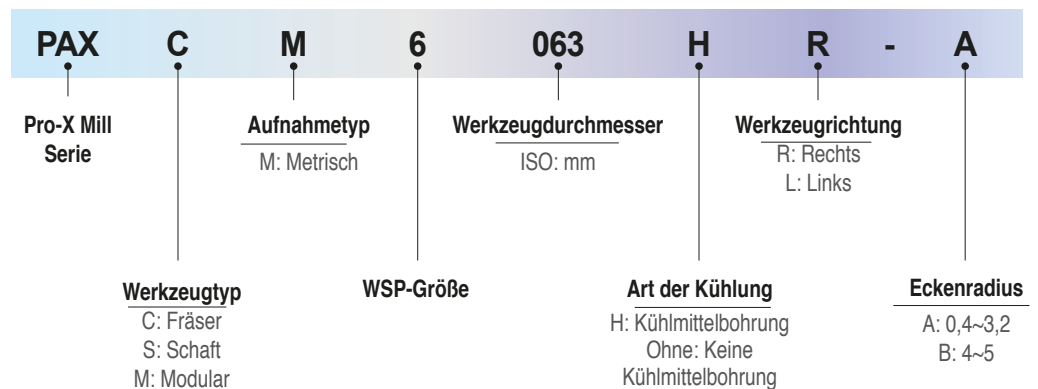 PAX C M 6 063 H R - A
Pro-X Mill
Serie
Aufnahmetyp
M: Metrisch
Werkzeugdurchmesser
ISO: mm
Werkzeugrichtung
R: Rechts
L: Links
Werkzeugtyp
C: Fräser
S: Schaft
M: Modular
WSP-Größe
Art der Kühlung
H: Kühlmittelbohrung
Ohne: Keine
Kühlmittelbohrung
Eckenradius
A: 0,4~3,2
B: 4~5